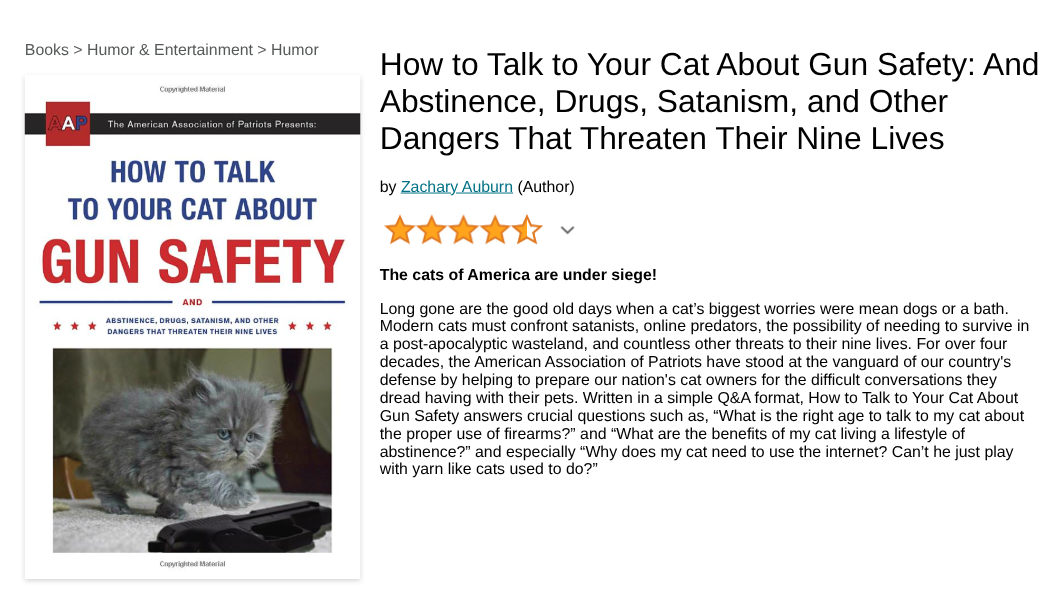 Books > Humor & Entertainment > Humor
Copyrighted Material
AAP
The American Association of Patriots Presents:
HOW TO TALK
TO YOUR CAT ABOUT
GUN SAFETY
AND
ABSTINENCE, DRUGS, SATANISM, AND OTHER
DANGERS THAT THREATEN THEIR NINE LIVES
Copyrighted Material
How to Talk to Your Cat About Gun Safety: And
Abstinence, Drugs, Satanism, and Other
Dangers That Threaten Their Nine Lives
by Zachary Auburn (Author)
The cats of America are under siege!
Long gone are the good old days when a cat’s biggest worries were mean dogs or a bath.
Modern cats must confront satanists, online predators, the possibility of needing to survive in
a post-apocalyptic wasteland, and countless other threats to their nine lives. For over four
decades, the American Association of Patriots have stood at the vanguard of our country's
defense by helping to prepare our nation's cat owners for the difficult conversations they
dread having with their pets. Written in a simple Q&A format, How to Talk to Your Cat About
Gun Safety answers crucial questions such as, “What is the right age to talk to my cat about
the proper use of firearms?” and “What are the benefits of my cat living a lifestyle of
abstinence?” and especially “Why does my cat need to use the internet? Can’t he just play
with yarn like cats used to do?”